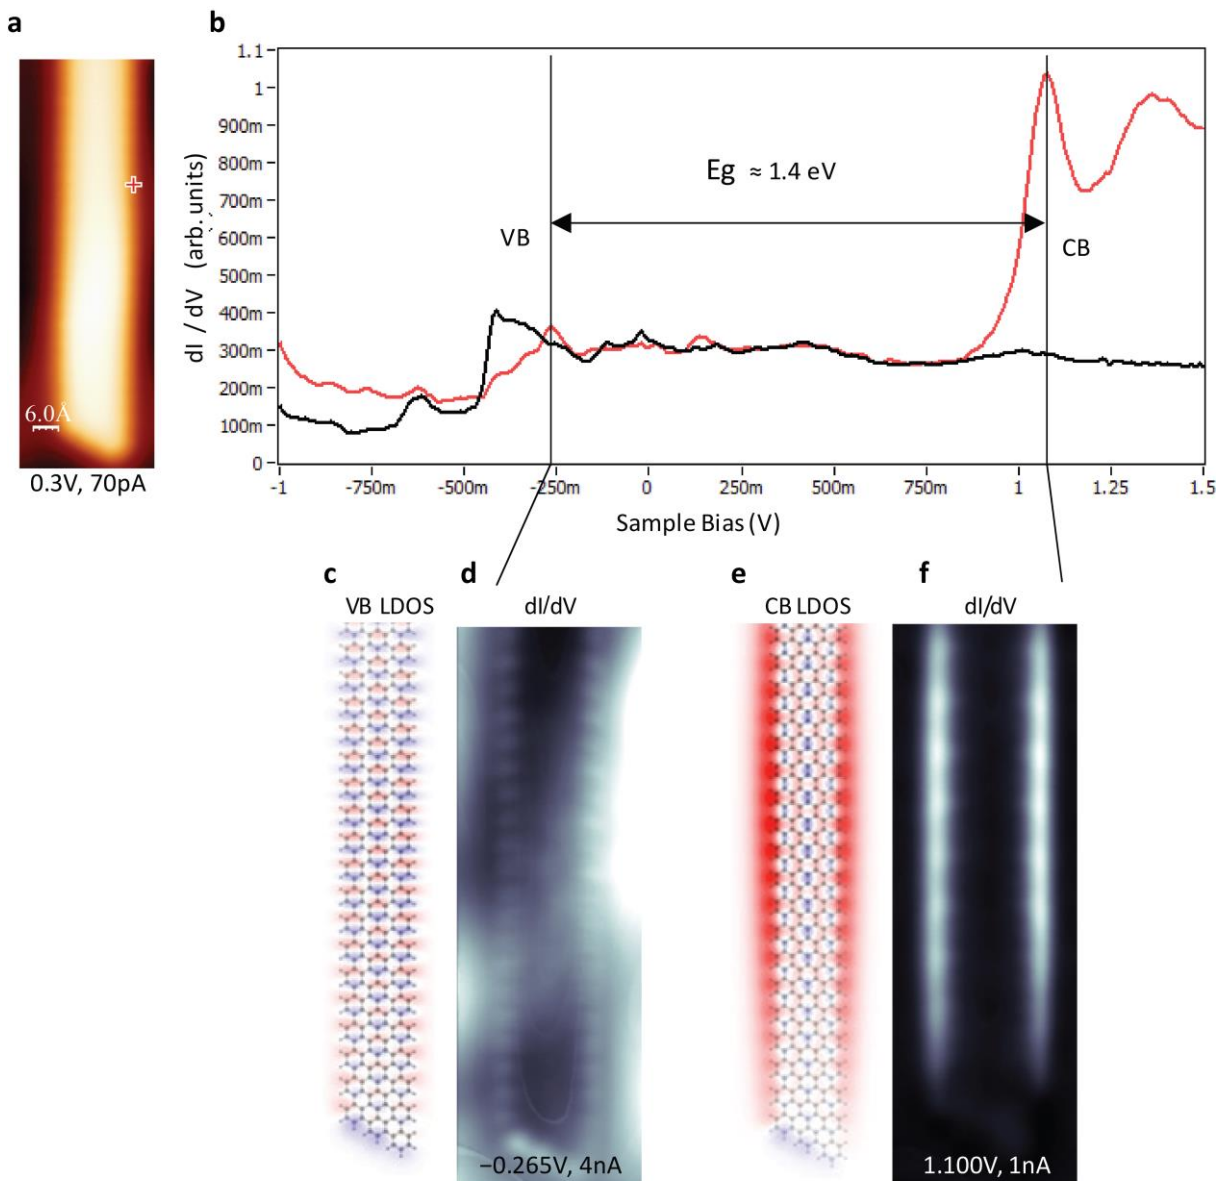 a
b
6.0Å
0.3V, 70pA
dI / dV (arb. units)
1.1
1
900m
800m
700m
600m
500m
400m
300m
200m
100m
0
Eg ≈ 1.4 eV
VB
CB
-1
-750m
-500m
-250m
0
250m
500m
750m
1
1.25
1.5
Sample Bias (V)
c
d
e
f
VB LDOS
dI/dV
CB LDOS
dI/dV
−0.265V, 4nA
1.100V, 1nA